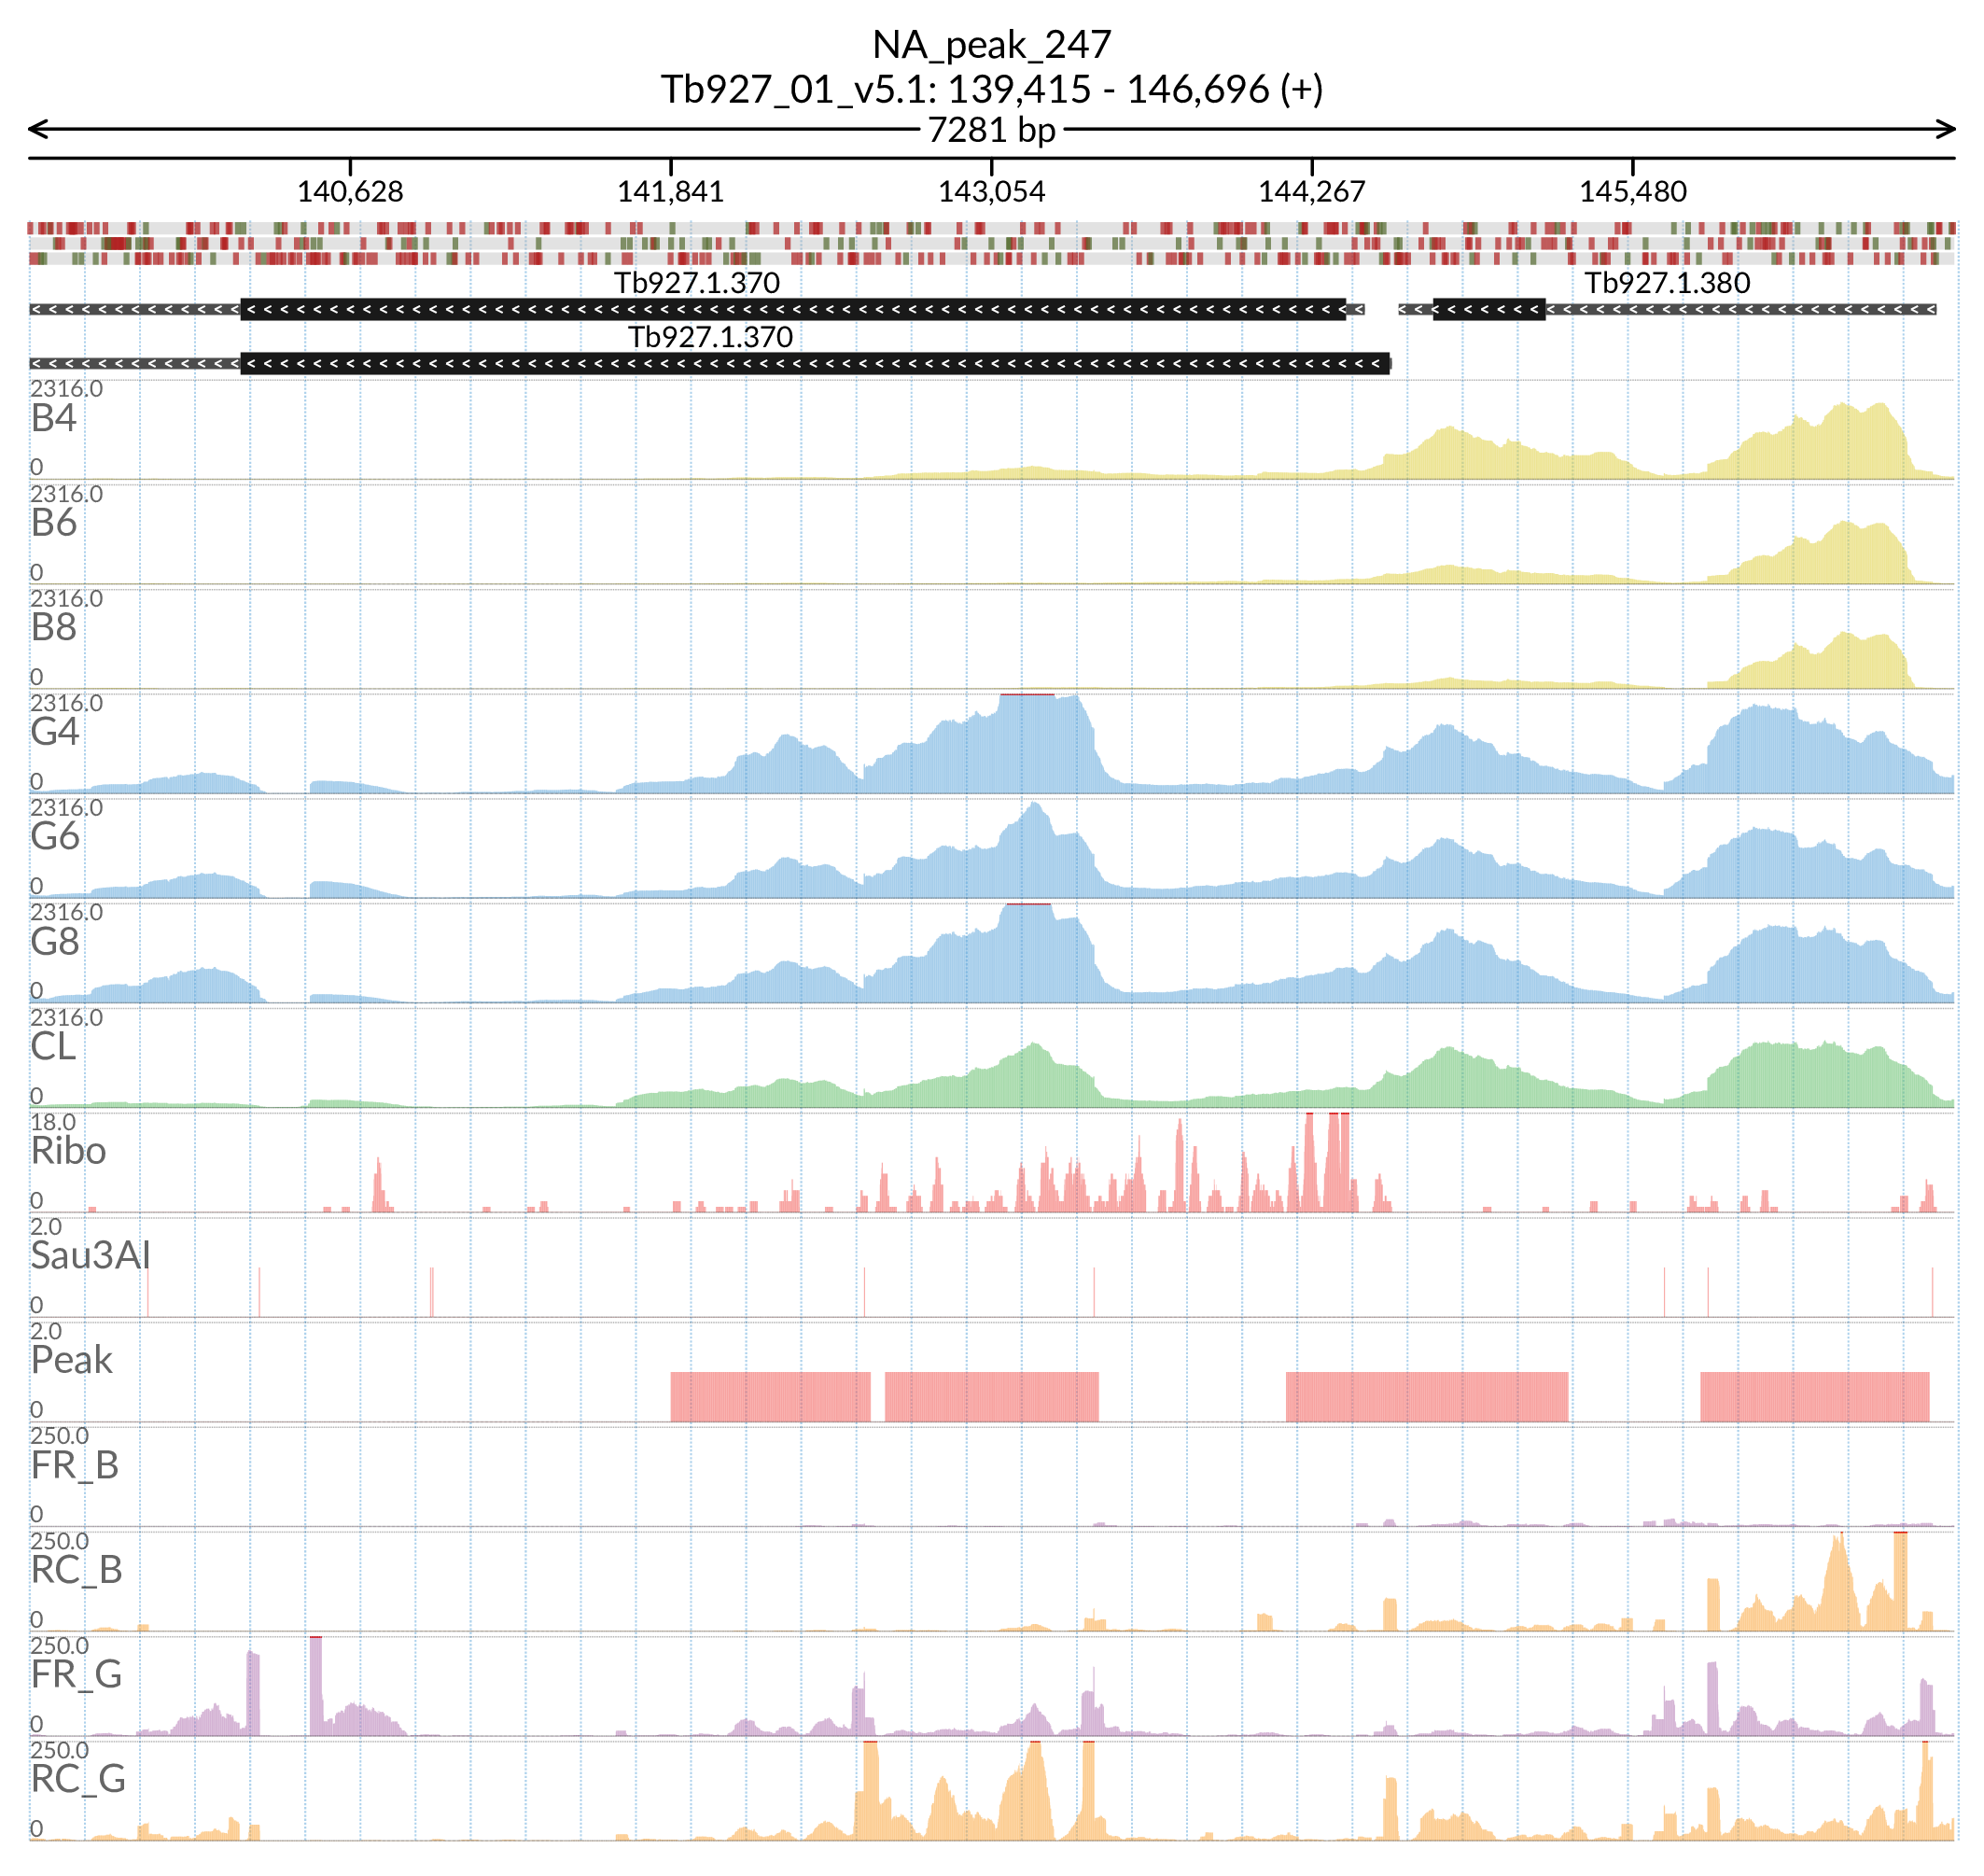 NA_peak_247
Tb927_01_v5.1: 139,415 - 146,696 (+)
7281 bp
140,628 141,841 143,054 144,267 145,480
Tb927.1.370 Tb927.1.380
Tb927.1.370
2316.0
B4
0
2316.0
B6
0
2316.0
B8
0
2316.0
G4
0
2316.0
G6
0
2316.0
G8
0
2316.0
CL
0
18.0
Ribo
0
2.0
Sau3AI
0
2.0
Peak
0
250.0
FR_B
0
250.0
RC_B
0
250.0
FR_G
0
250.0
RC_G
0